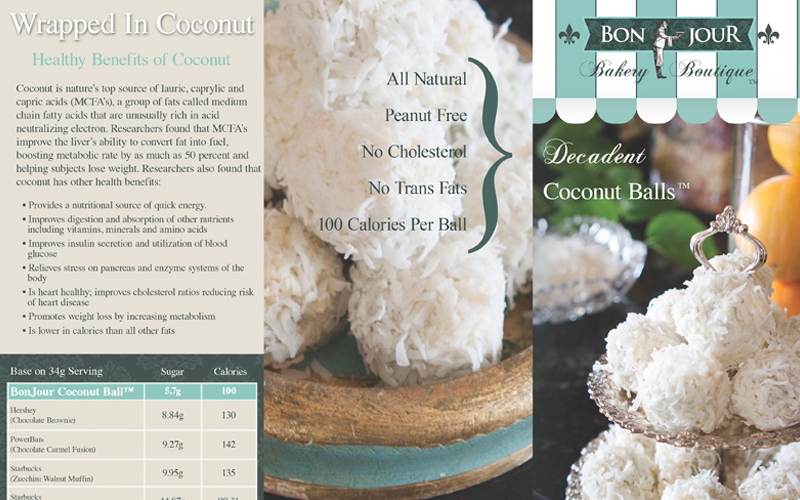 Wrapped In Coconut
Healthy Benefits of Coconut
Coconut is nature's top source of lauric, caprylic and
capric acids (MCFA's), a group of fats called medium
chain fatty acids that are unusually rich in acid
neutralizing electron. Researchers found that MCFA's
improve the liver's ability to convert fat into fuel,
boosting metabolic rate by as much as 50 percent and
helping subjects lose weight. Researchers also found that
coconut has other health benefits:
• Provides a nutritional source of quick energy.
• Improves digestion and absorption of other nutrients
including vitamins, minerals and amino acids
• Improves insulin secretion and utilization of blood
glucose
• Relieves stress on pancreas and enzyme systems of the
body
• Is heart healthy; improves cholesterol ratios reducing risk
of heart disease
• Promotes weight loss by increasing metabolism
• Is lower in calories than all other fats
Base on 34g Serving Sugar Calories
BonJour Coconut Ball™ 5.7g 100
Hershey
(Chocolate Brownie) 8.84g 130
PowerBars
(Chocolate Carmel Fusion) 9.27g 142
Starbucks
(Zucchini Walnut Muffin) 9.95g 135
Starbucks
All Natural
Peanut Free
No Cholesterol
No Trans Fats
100 Calories Per Ball
BON JOUR
Bakery Boutique™
Decadent
Coconut Balls™